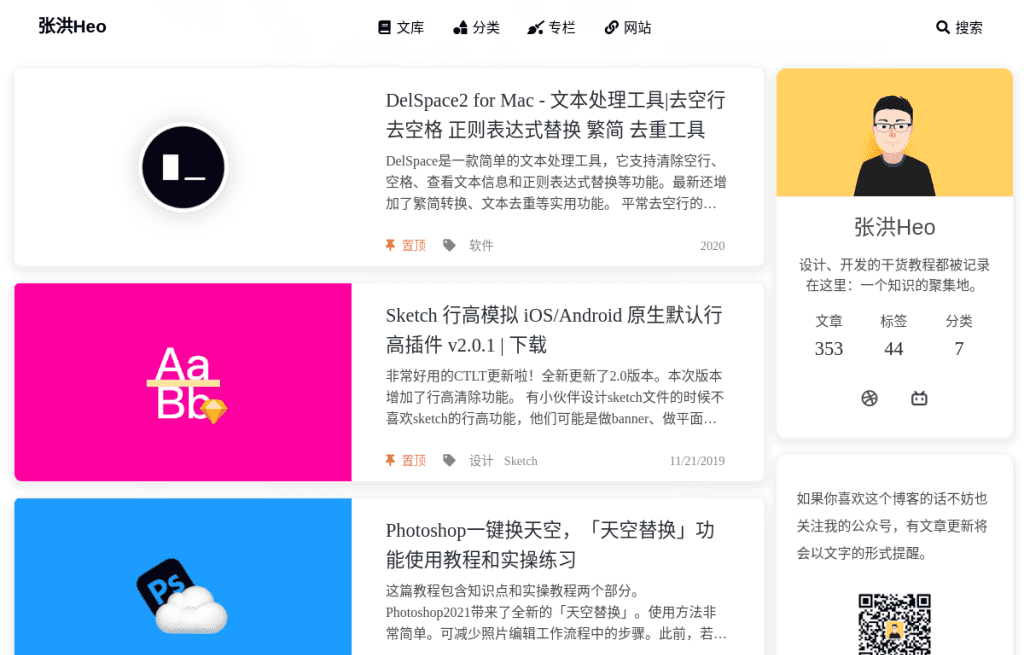 张洪Heo
文库 分类 专栏 网站
搜索
DelSpace2 for Mac - 文本处理工具|去空行
去空格 正则表达式替换 繁简 去重工具
DelSpace是一款简单的文本处理工具，它支持清除空行、
空格、查看文本信息和正则表达式替换等功能。最新还增
加了繁简转换、文本去重等实用功能。 平常去空行的…
置顶 软件 2020
Aa
Bb
Sketch 行高模拟 iOS/Android 原生默认行
高插件 v2.0.1 | 下载
非常好用的CTLT更新啦！全新更新了2.0版本。本次版本
增加了行高清除功能。 有小伙伴设计sketch文件的时候不
喜欢sketch的行高功能，他们可能是做banner、做平面…
置顶 设计 Sketch 11/21/2019
Ps
Photoshop一键换天空，「天空替换」功
能使用教程和实操练习
这篇教程包含知识点和实操教程两个部分。
Photoshop2021带来了全新的「天空替换」。使用方法非
常简单。可减少照片编辑工作流程中的步骤。此前，若…
张洪Heo
设计、开发的干货教程都被记录
在这里：一个知识的聚集地。
文章 标签 分类
353 44 7
如果你喜欢这个博客的话不妨也
关注我的公众号，有文章更新将
会以文字的形式提醒。